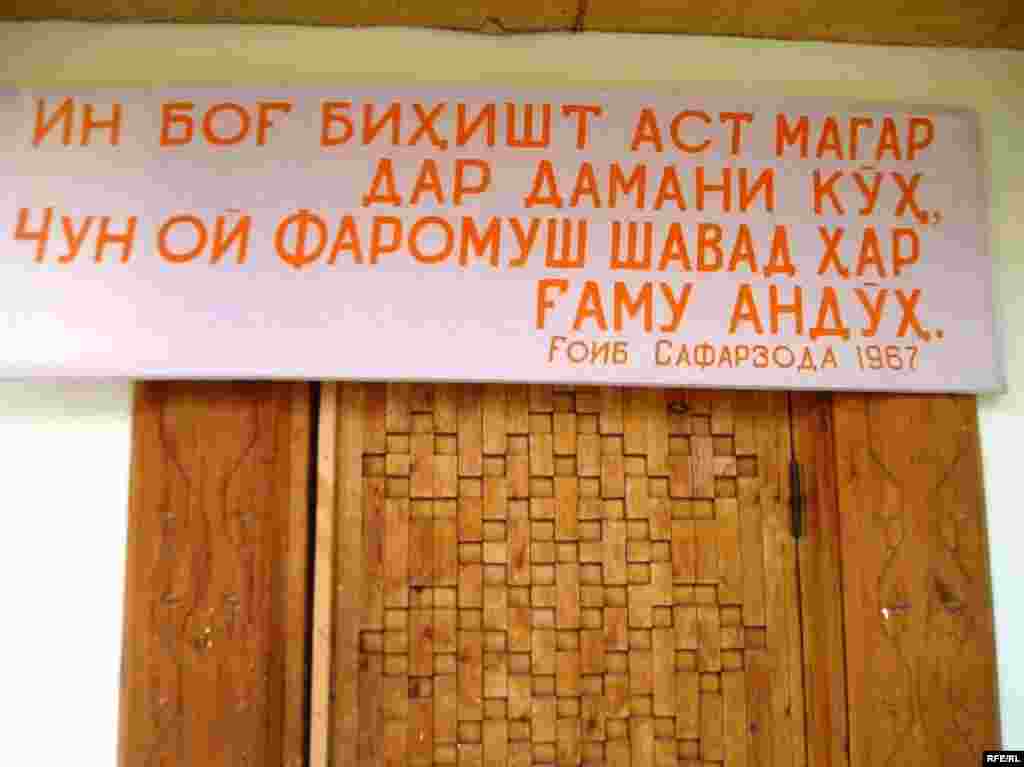 ИН БОҒ БИҲИШТ АСТ МАГАР
ДАР ДАМАНИ КӮҲ,
ЧУН ОЙ ФАРОМУШ ШАВАД ҲАР
ҒАМУ АНДӮҲ.
ҒОИБ САФАРЗОДА 1967
RFE/RL